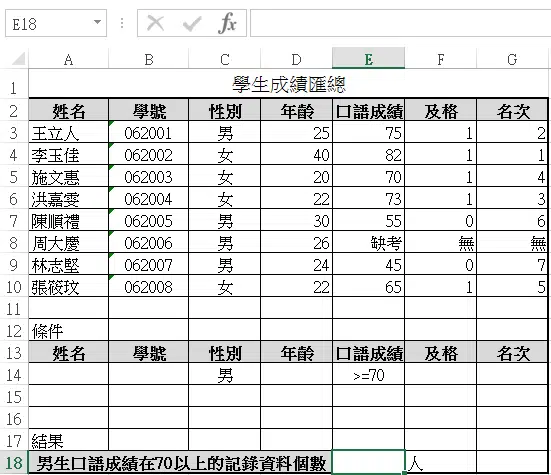 E18 fx
A B C D E F G
1 學生成績匯總
2 姓名 學號 性別 年齡 口語成績 及格 名次
3 王立人 062001 男 25 75 1 2
4 李玉佳 062002 女 40 82 1 1
5 施文惠 062003 女 20 70 1 4
6 洪嘉雯 062004 女 22 73 1 3
7 陳順禮 062005 男 30 55 0 6
8 周大慶 062006 男 26 缺考 無 無
9 林志堅 062007 男 24 45 0 7
10 張筱玟 062008 女 22 65 1 5
11
12 條件
13 姓名 學號 性別 年齡 口語成績 及格 名次
14 男 >=70
15
16
17 結果
18 男生口語成績在70以上的記錄資料個數 人